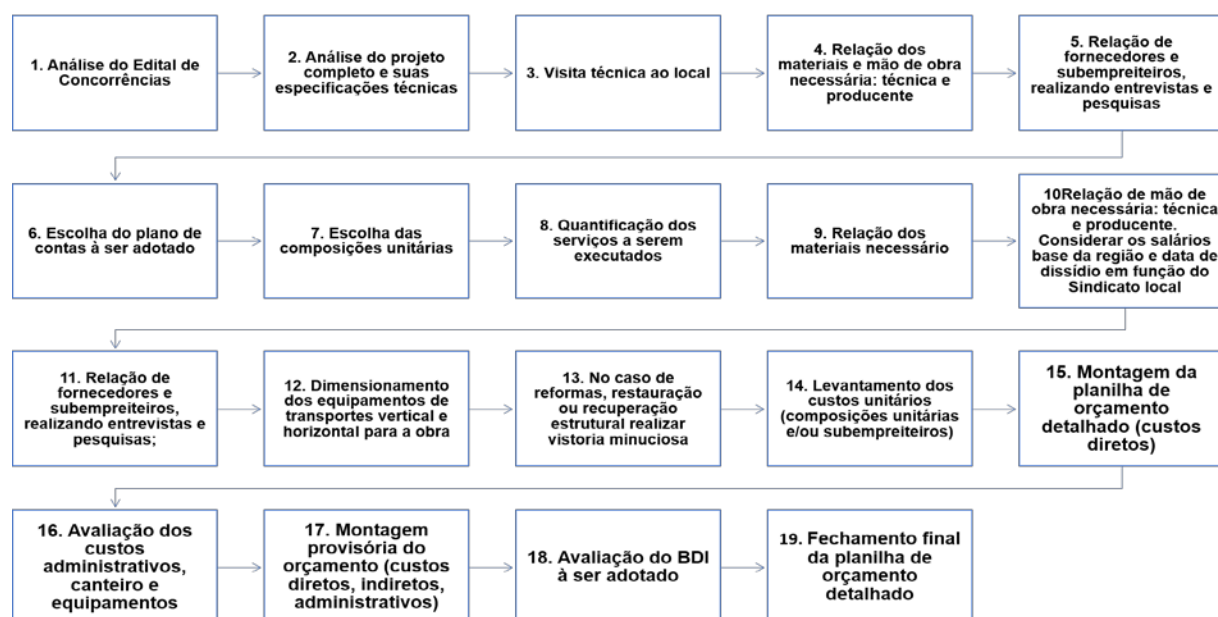 1. Análise do Edital de
Concorrências
2. Análise do projeto
completo e suas
especificações técnicas
3. Visita técnica ao local
4. Relação dos
materiais e mão de obra
necessária: técnica e
producente
5. Relação de
fornecedores e
subempreiteiros,
realizando entrevistas e
pesquisas
6. Escolha do plano de
contas à ser adotado
7. Escolha das
composições unitárias
8. Quantificação dos
serviços a serem
executados
9. Relação dos
materiais necessário
10Relação de mão de
obra necessária: técnica
e producente.
Considerar os salários
base da região e data de
dissídio em função do
Sindicato local
11. Relação de
fornecedores e
subempreiteiros,
realizando entrevistas e
pesquisas;
12. Dimensionamento
dos equipamentos de
transportes vertical e
horizontal para a obra
13. No caso de
reformas, restauração
ou recuperação
estrutural realizar
vistoria minuciosa
14. Levantamento dos
custos unitários
(composições unitárias
e/ou subempreiteiros)
15. Montagem da
planilha de
orçamento
detalhado (custos
diretos)
16. Avaliação dos
custos
administrativos,
canteiro e
equipamentos
17. Montagem
provisória do
orçamento (custos
diretos, indiretos,
administrativos)
18. Avaliação do BDI
à ser adotado
19. Fechamento final
da planilha de
orçamento
detalhado